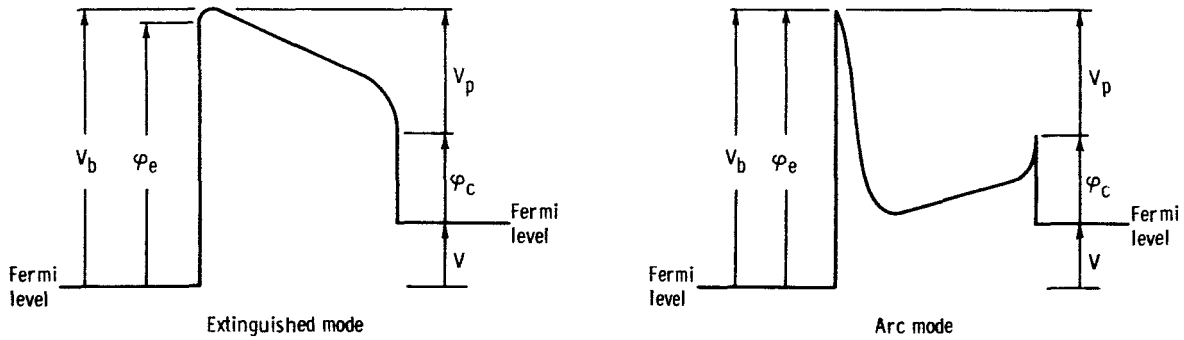 V_b
φ_e
V_p
φ_c
Fermi
level
V
Fermi
level
Extinguished mode
V_b
φ_e
V_p
φ_c
Fermi
level
V
Fermi
level
Arc mode